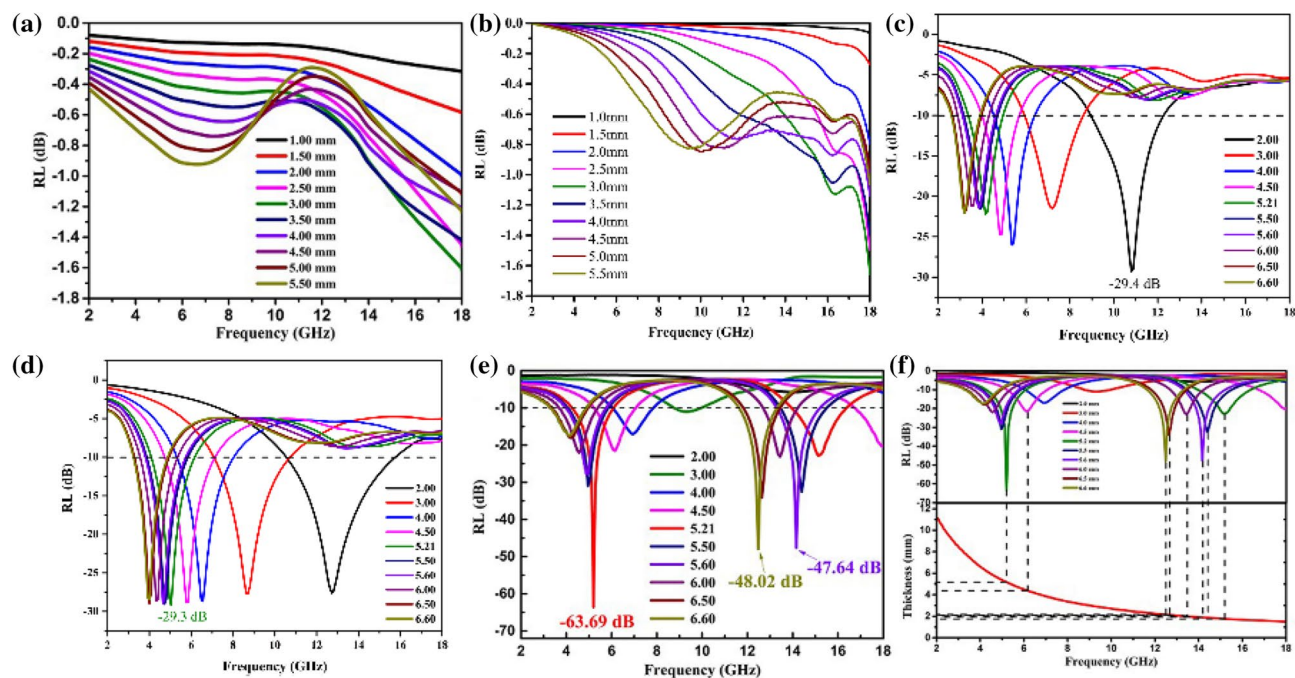 (a)
0.0
-0.2
-0.4
-0.6
-0.8
-1.0
-1.2
-1.4
-1.6
-1.8
RL (dB)
1.00 mm
1.50 mm
2.00 mm
2.50 mm
3.00 mm
3.50 mm
4.00 mm
4.50 mm
5.00 mm
5.50 mm
2 4 6 8 10 12 14 16 18
Frequency (GHz)
(b)
0.0
-0.2
-0.4
-0.6
-0.8
-1.0
-1.2
-1.4
-1.6
-1.8
RL (dB)
1.0mm
1.5mm
2.0mm
2.5mm
3.0mm
3.5mm
4.0mm
4.5mm
5.0mm
5.5mm
2 4 6 8 10 12 14 16 18
Frequency (GHz)
(c)
0
-5
-10
-15
-20
-25
-30
RL (dB)
2.00
3.00
4.00
4.50
5.21
5.50
5.60
6.00
6.50
6.60
-29.4 dB
2 4 6 8 10 12 14 16 18
Frequency (GHz)
(d)
0
-5
-10
-15
-20
-25
-30
RL (dB)
2.00
3.00
4.00
4.50
5.21
5.50
5.60
6.00
6.50
6.60
-29.3 dB
2 4 6 8 10 12 14 16 18
Frequency (GHz)
(e)
0
-10
-20
-30
-40
-50
-60
-70
RL (dB)
2.00
3.00
4.00
4.50
5.21
5.50
5.60
6.00
6.50
6.60
-63.69 dB
-48.02 dB
-47.64 dB
2 4 6 8 10 12 14 16 18
Frequency (GHz)
(f)
0
-10
-20
-30
-40
-50
-60
-70
RL (dB)
12
10
8
6
4
2
0
Thickness (mm)
2 4 6 8 10 12 14 16 18
Frequency (GHz)